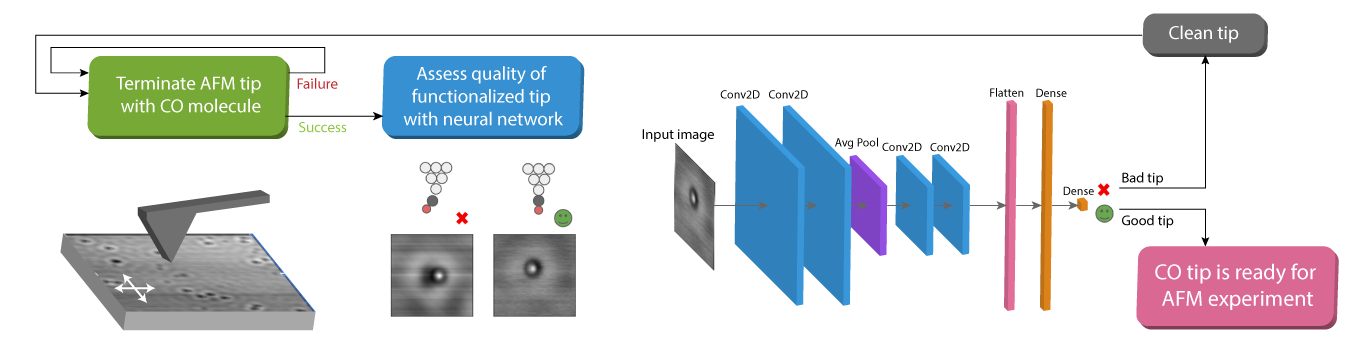 Clean tip
Terminate AFM tip
with CO molecule
Failure
Success
Assess quality of
functionalized tip
with neural network
Input image
Conv2D
Conv2D
Avg Pool
Conv2D
Conv2D
Flatten
Dense
Dense
Bad tip
Good tip
CO tip is ready for
AFM experiment